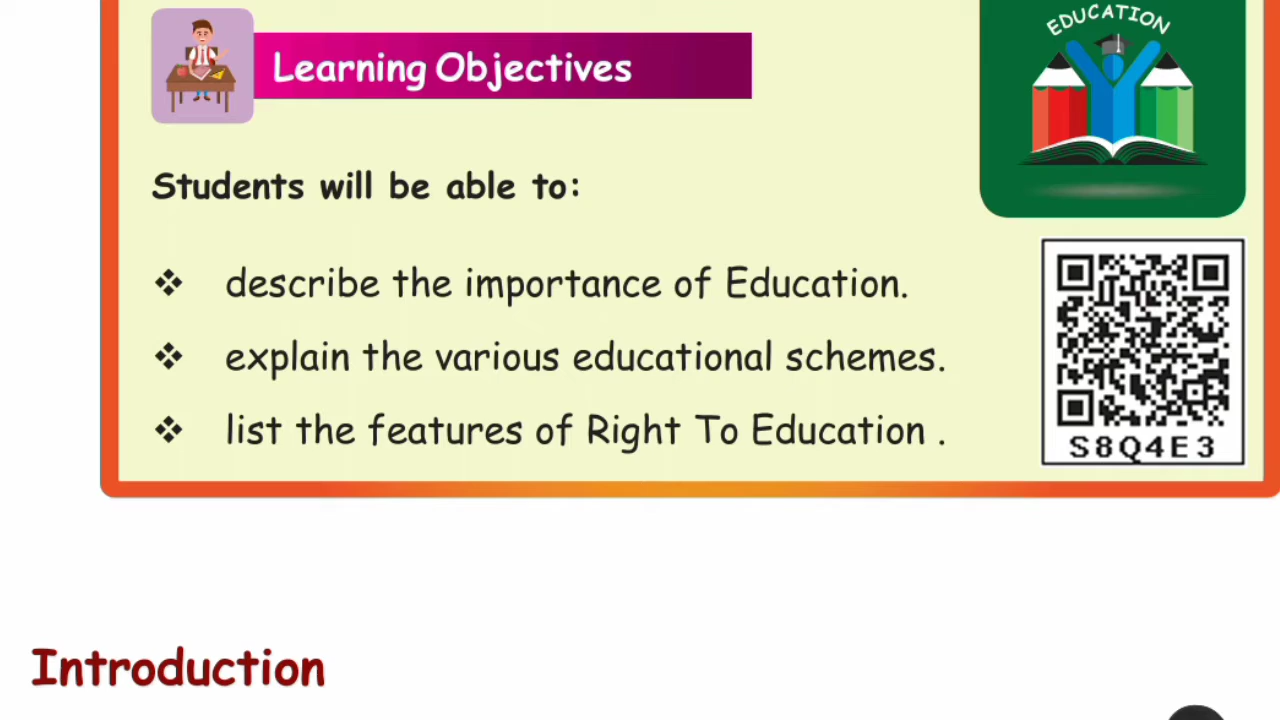 EDUCATION
Learning Objectives
Students will be able to:
❖ describe the importance of Education.
❖ explain the various educational schemes.
❖ list the features of Right To Education .
S8Q4E3
Introduction